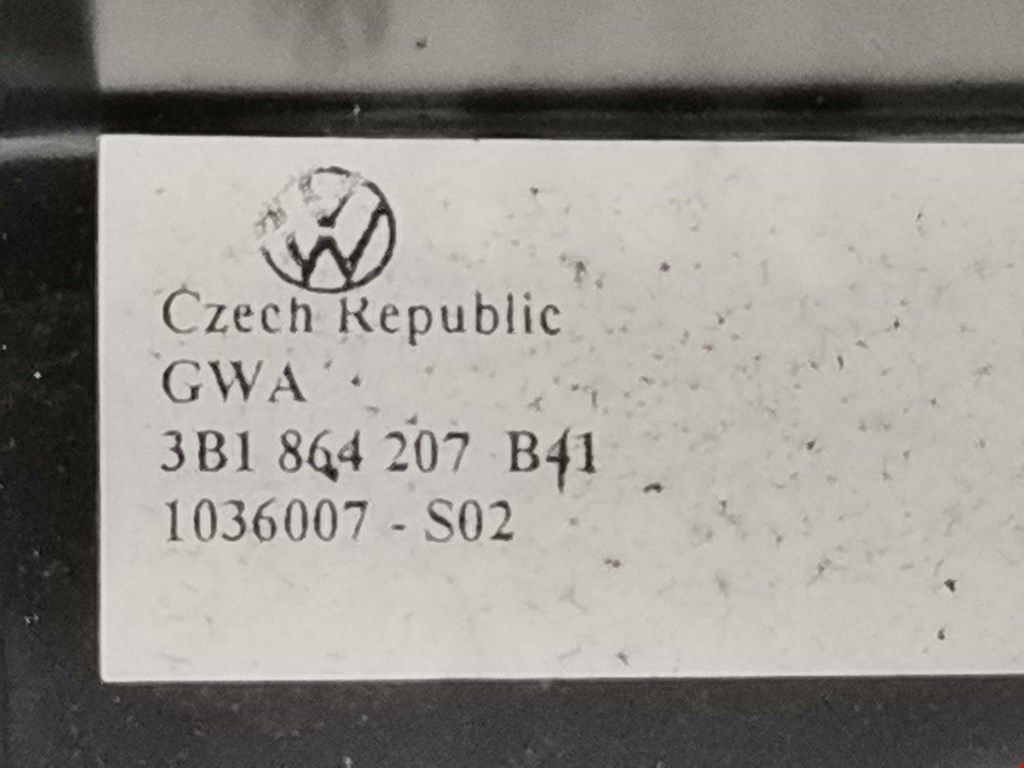 Czech Republic
GWA
3B1 864 207 B41
1036007 - S02